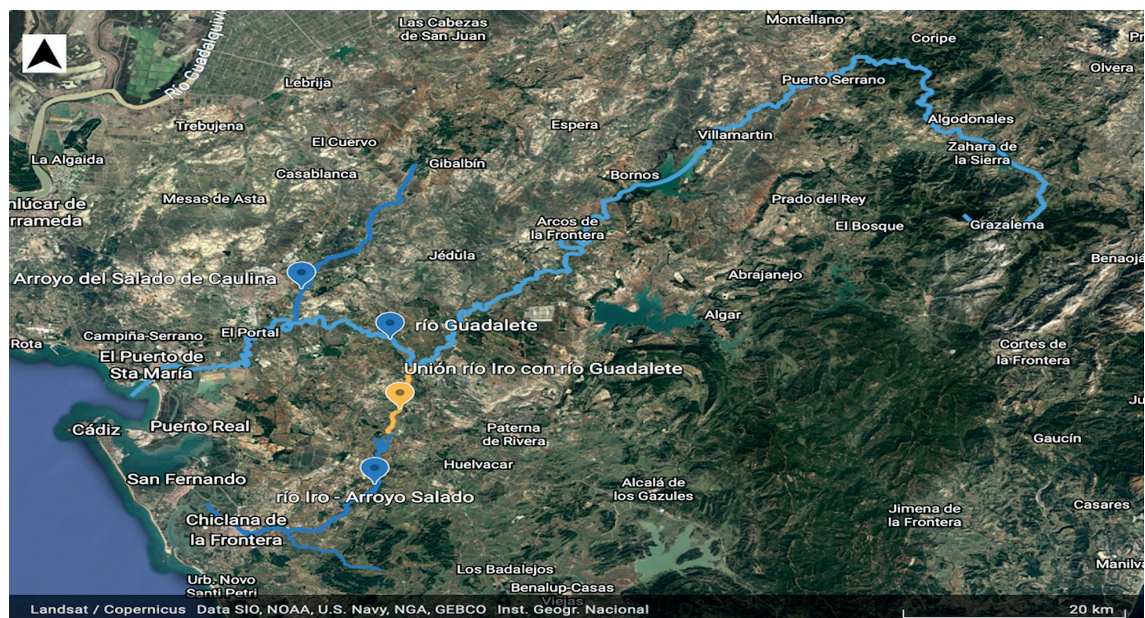 Las Cabezas
de San Juan
Montellano
Coripe
Pr
Olvera
Río Guadalquivir
Lebrija
Puerto Serrano
Trebujena
Espera
Villamartin
Algodonales
El Cuervo
La Algaida
Gibalbín
Zahara de
la Sierra
Casablanca
Bornos
Mesas de Asta
Prado del Rey
nlúcar de
rrameda
Arcos de
la Frontera
El Bosque
Grazalema
Jédula
Benaoj
Arroyo del Salado de Caulina
Abrajanejo
Algar
Campiña-Serrano
El Portal
río Guadalete
Rota
El Puerto de
Sta María
Cortes de
la Frontera
Unión río Iro con río Guadalete
Ju
Cádiz
Puerto Real
Paterna
de Rivera
Gaucín
Huelvacar
San Fernando
Alcalá de
los Gazules
río Iro - Arroyo Salado
Casares
Jimena de
la Frontera
Chiclana de
la Frontera
Manilv
Los Badalejos
Urb. Novo
Santi Petri
Benalup-Casas
Viejas
Landsat / Copernicus Data SIO, NOAA, U.S. Navy, NGA, GEBCO Inst. Geogr. Nacional
20 km